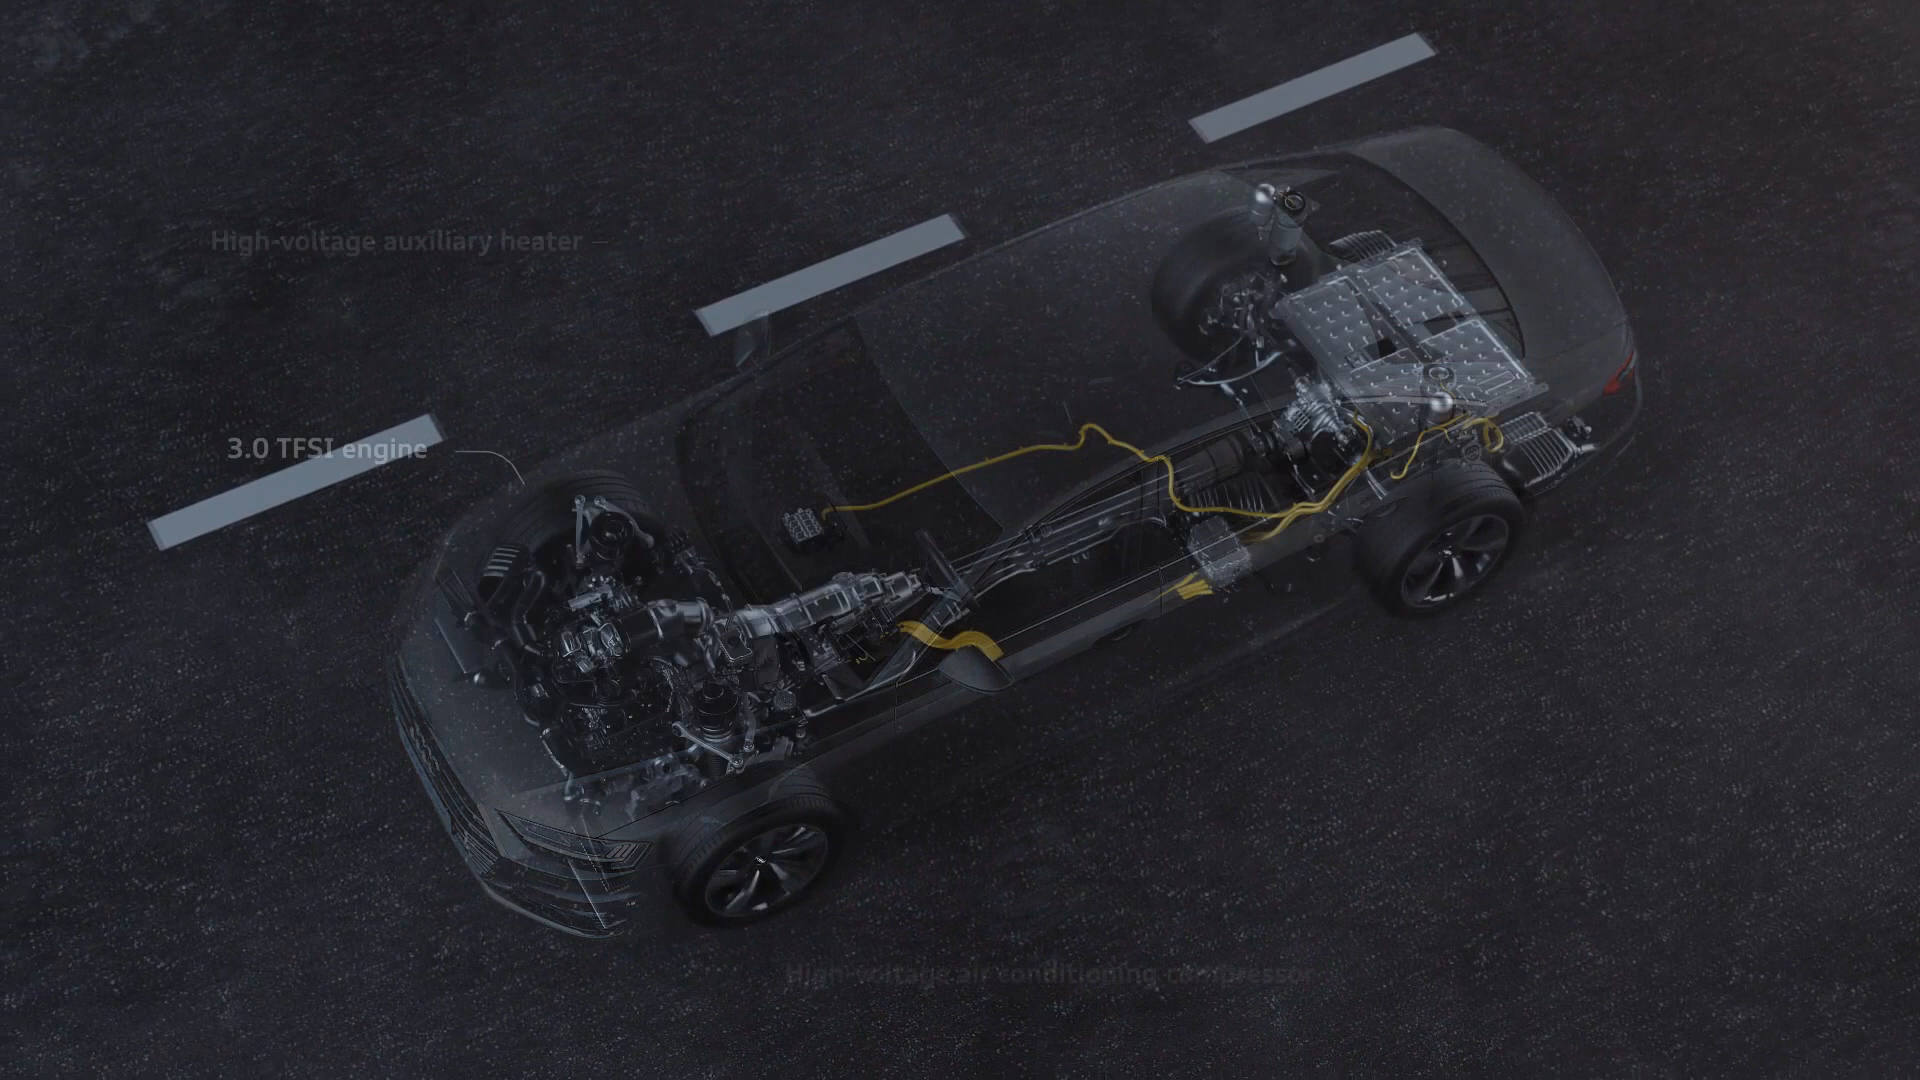 High-voltage auxiliary heater
3.0 TFSI engine
High-voltage air conditioning compressor